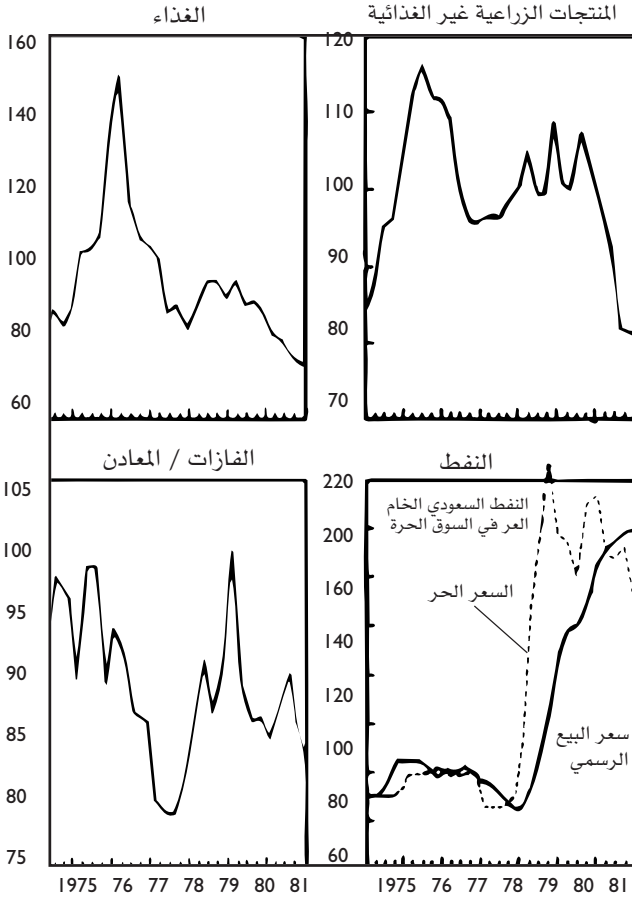 الغذاء
160
140
120
100
80
60
المنتجات الزراعية غير الغذائية
120
110
100
90
80
70
الفازات / المعادن
105
100
95
90
85
80
75
1975 76 77 78 79 80 81
النفط
220
200
160
140
120
100
80
60
النفط السعودي الخام
العر في السوق الحرة
السعر الحر
سعر البيع
الرسمي
1975 76 77 78 79 80 81